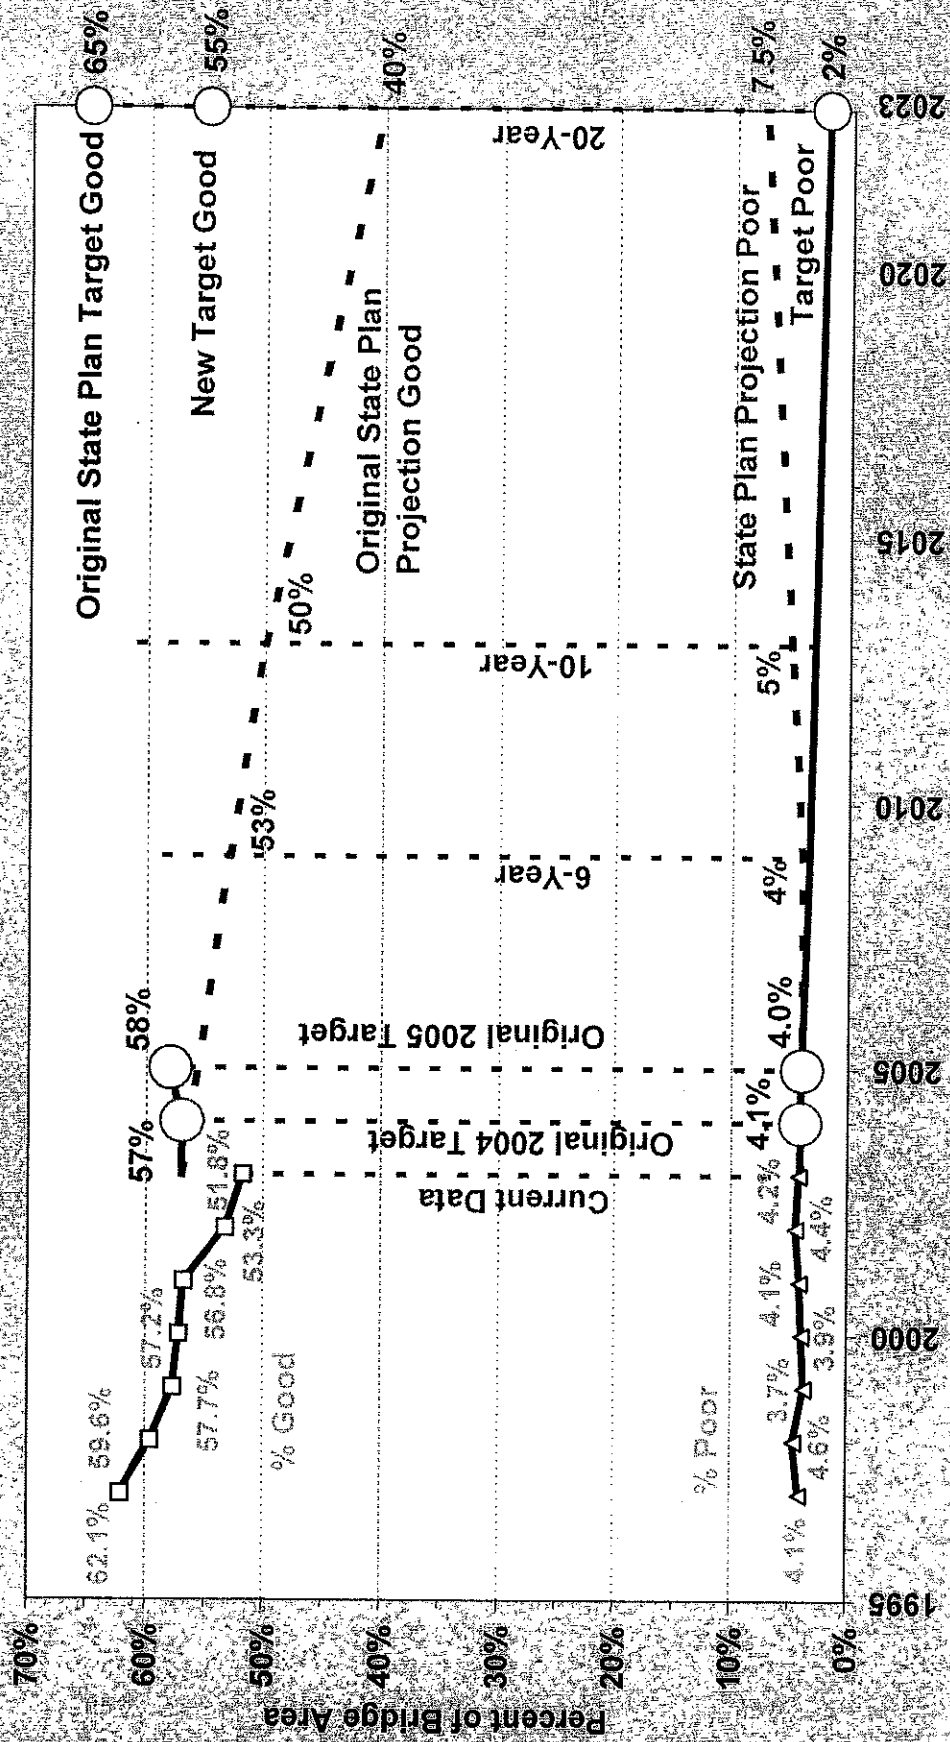 70%
60%
50%
40%
30%
20%
10%
0%
Percent of Bridge Area
1995
2000
2005
2010
2015
2020
2023
62.1%
59.6%
57.7%
57.2%
56.8%
53.3%
51.8%
% Good
57%
58%
53%
50%
Original State Plan Target Good
65%
New Target Good
55%
Original State Plan
Projection Good
40%
Current Data
Original 2004 Target
Original 2005 Target
6-Year
10-Year
20-Year
% Poor
4.1%
4.6%
3.7%
3.9%
4.1%
4.4%
4.2%
4.1%
4.0%
4%
5%
State Plan Projection Poor
7.5%
Target Poor
2%